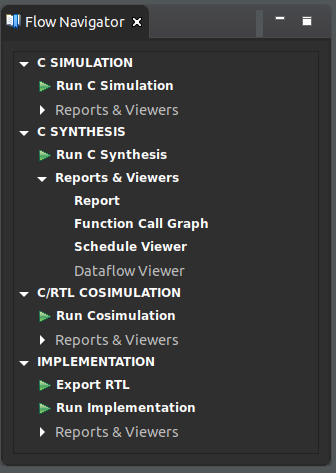 Flow Navigator
C SIMULATION
Run C Simulation
Reports & Viewers
C SYNTHESIS
Run C Synthesis
Reports & Viewers
Report
Function Call Graph
Schedule Viewer
Dataflow Viewer
C/RTL COSIMULATION
Run Cosimulation
Reports & Viewers
IMPLEMENTATION
Export RTL
Run Implementation
Reports & Viewers